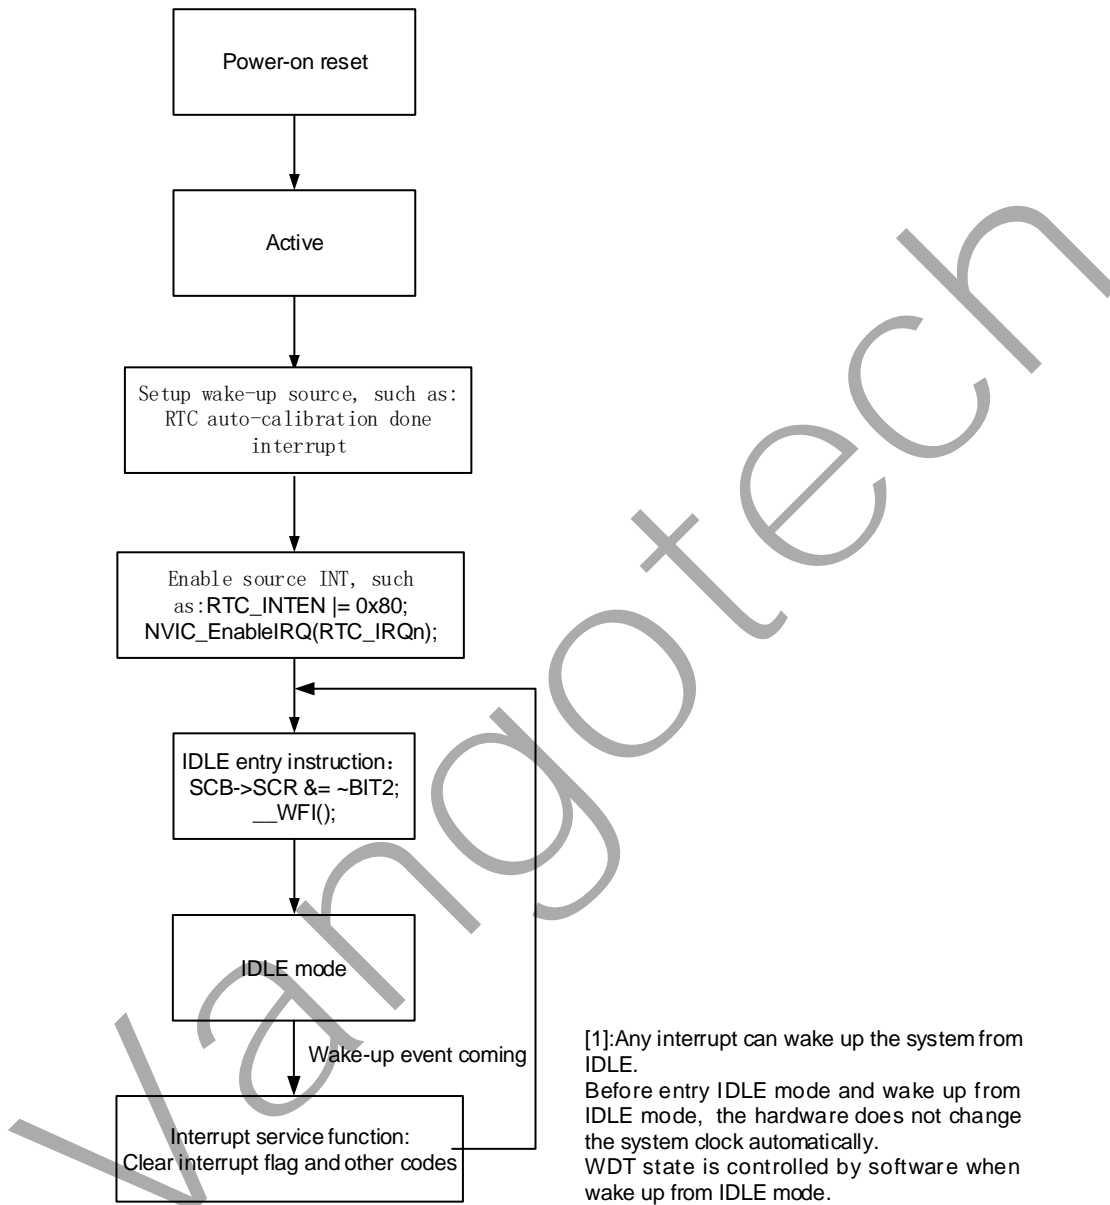 Power-on reset
Active
Setup wake-up source, such as:
RTC auto-calibration done
interrupt
Enable source INT, such
as:RTC_INTEN |= 0x80;
NVIC_EnableIRQ(RTC_IRQn);
IDLE entry instruction：
SCB->SCR &= ~BIT2;
__WFI();
IDLE mode
Wake-up event coming
Interrupt service function:
Clear interrupt flag and other codes
[1]:Any interrupt can wake up the system from
IDLE.
Before entry IDLE mode and wake up from
IDLE mode, the hardware does not change
the system clock automatically.
WDT state is controlled by software when
wake up from IDLE mode.
Vangotech